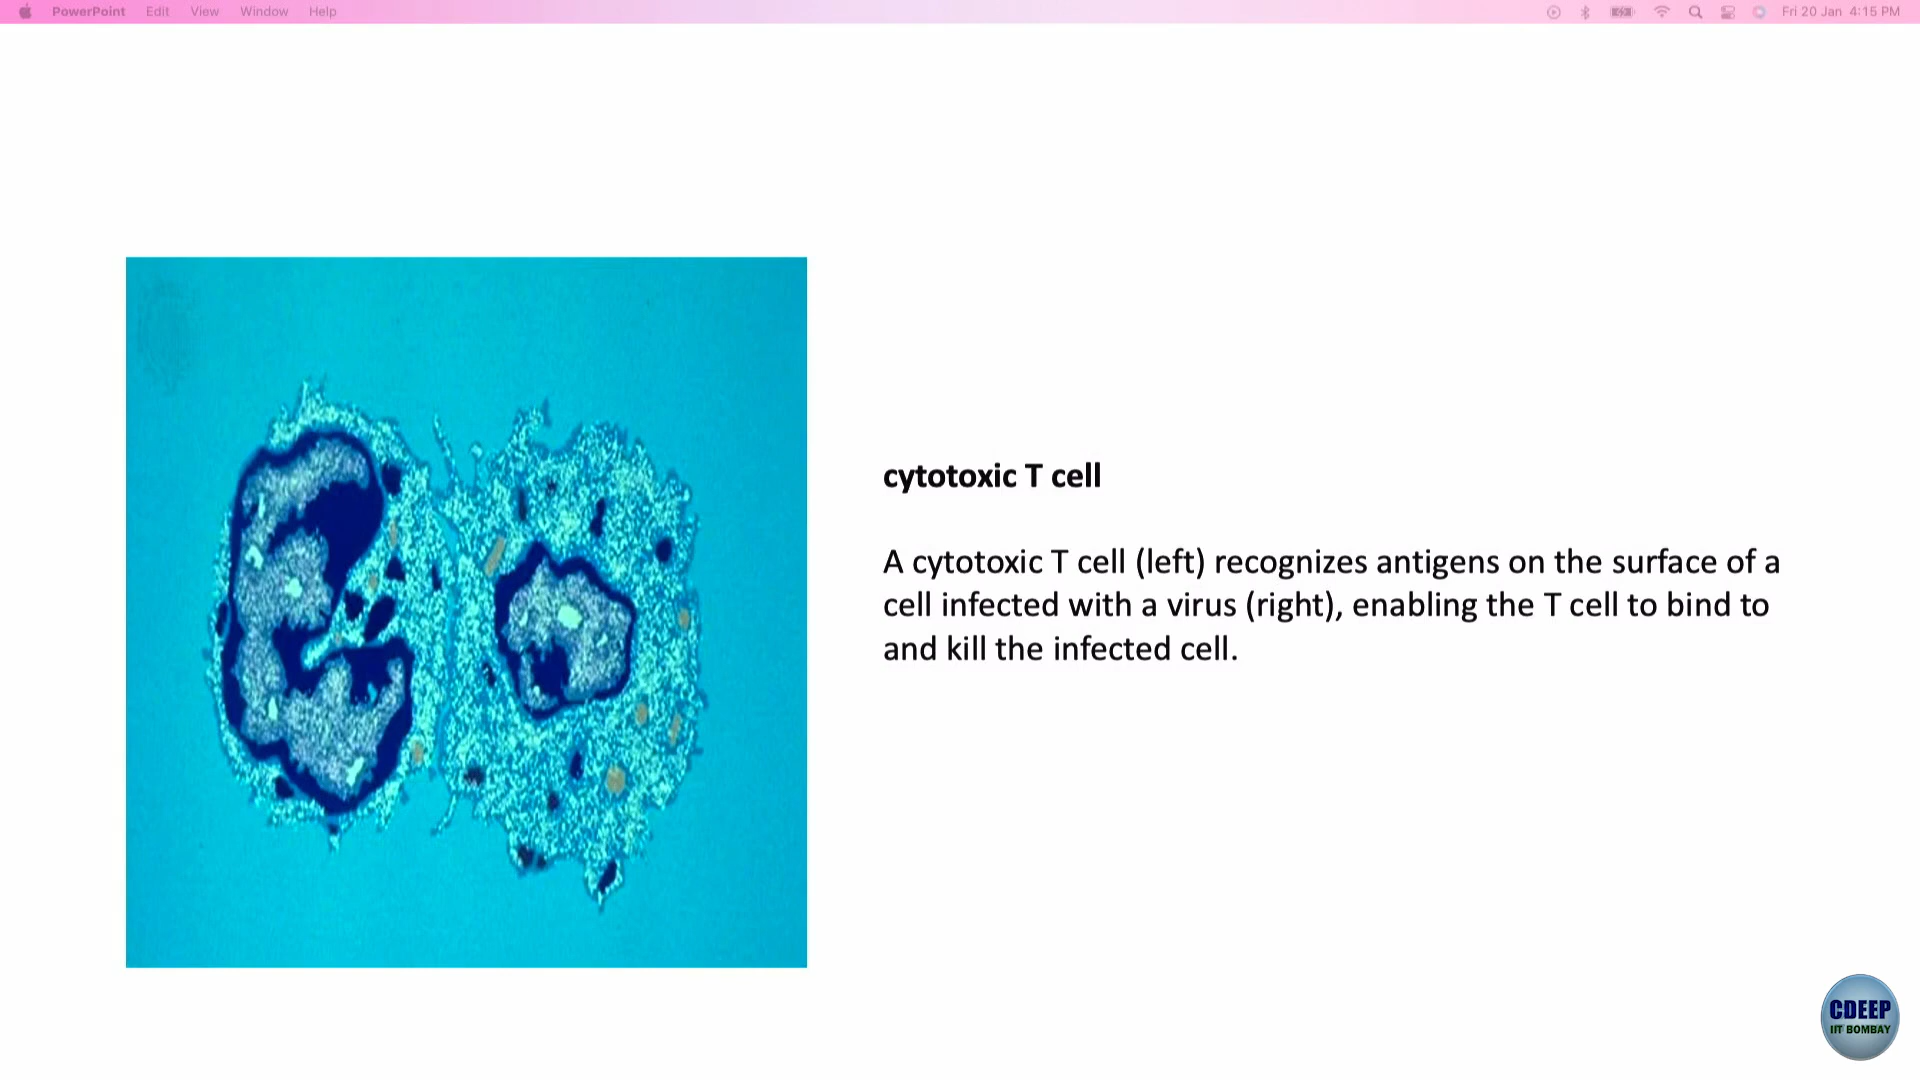 PowerPoint Edit View Window Help
Fri 20 Jan 4:15 PM
cytotoxic T cell
A cytotoxic T cell (left) recognizes antigens on the surface of a
cell infected with a virus (right), enabling the T cell to bind to
and kill the infected cell.
CDEEP
IIT BOMBAY